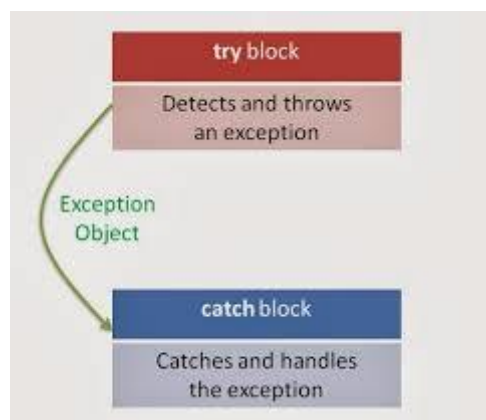 try block
Detects and throws
an exception
Exception
Object
catch block
Catches and handles
the exception